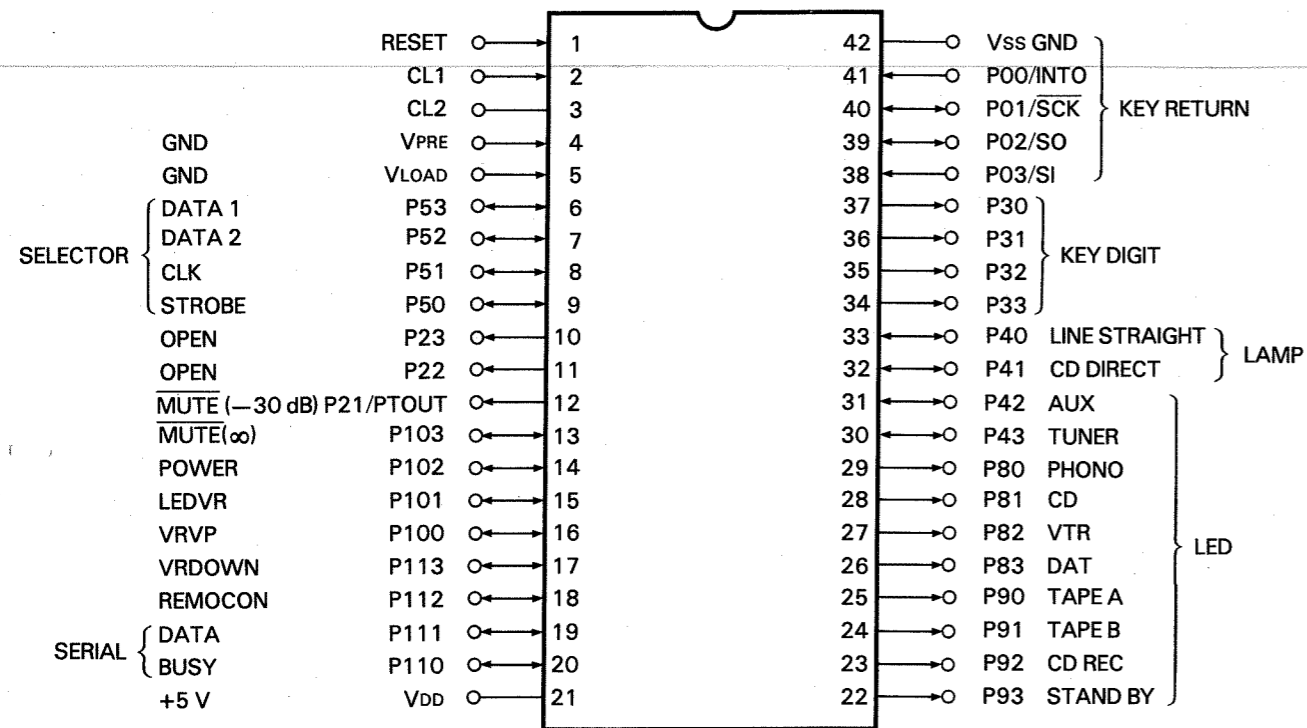 RESET 1 42 Vss GND
CL1 2 41 P00/INTO
CL2 3 40 P01/SCK KEY RETURN
GND VPRE 4 39 P02/SO
GND VLOAD 5 38 P03/SI
DATA 1 P53 6 37 P30
DATA 2 P52 7 36 P31
SELECTOR KEY DIGIT
CLK P51 8 35 P32
STROBE P50 9 34 P33
OPEN P23 10 33 P40 LINE STRAIGHT
LAMP
OPEN P22 11 32 P41 CD DIRECT
MUTE (—30 dB) P21/PTOUT 12 31 P42 AUX
MUTE(∞) P103 13 30 P43 TUNER
POWER P102 14 29 P80 PHONO
LEDVR P101 15 28 P81 CD
VRVP P100 16 27 P82 VTR
LED
VRDOWN P113 17 26 P83 DAT
REMOCON P112 18 25 P90 TAPE A
DATA P111 19 24 P91 TAPE B
SERIAL
BUSY P110 20 23 P92 CD REC
+5 V VDD 21 22 P93 STAND BY